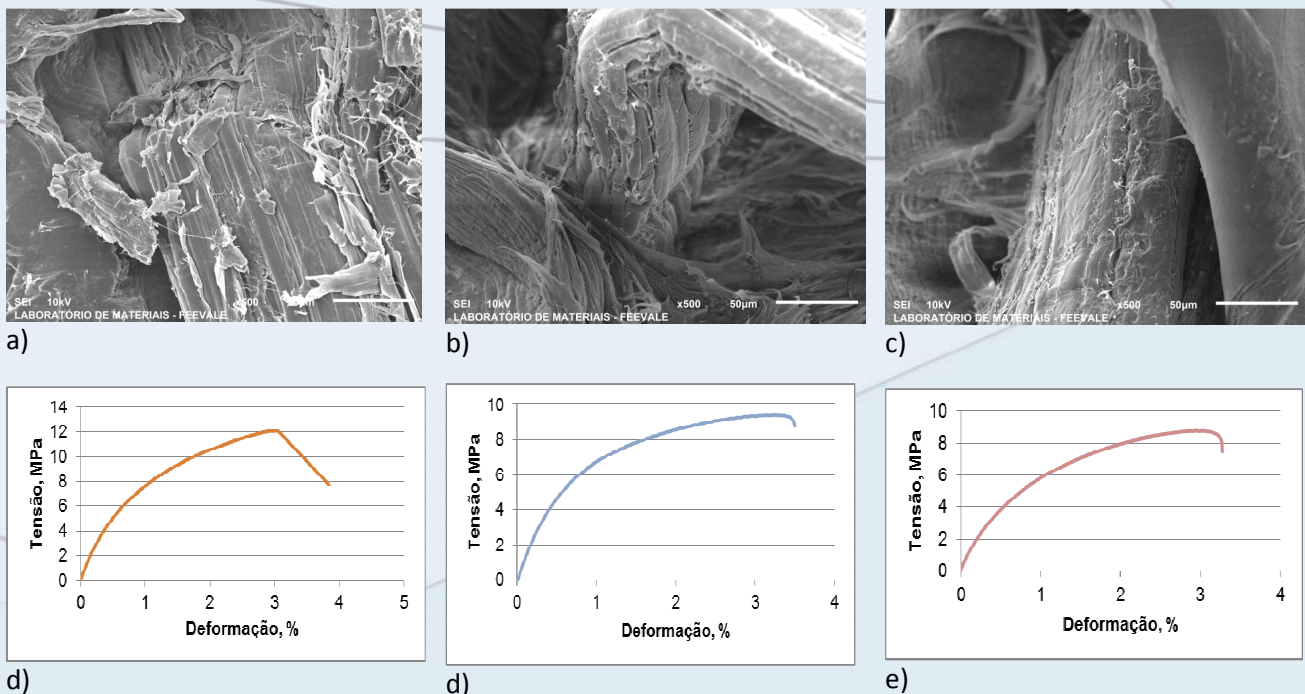 SEI 10kV x500 50µm
LABORATÓRIO DE MATERIAIS - FEEVALE
a)
SEI 10kV x500 50µm
LABORATÓRIO DE MATERIAIS - FEEVALE
b)
SEI 10kV x500 50µm
LABORATÓRIO DE MATERIAIS - FEEVALE
c)
Tensão, MPa
14
12
10
8
6
4
2
0
0 1 2 3 4 5
Deformação, %
d)
Tensão, MPa
10
8
6
4
2
0
0 1 2 3 4
Deformação, %
d)
Tensão, MPa
10
8
6
4
2
0
0 1 2 3 4
Deformação, %
e)